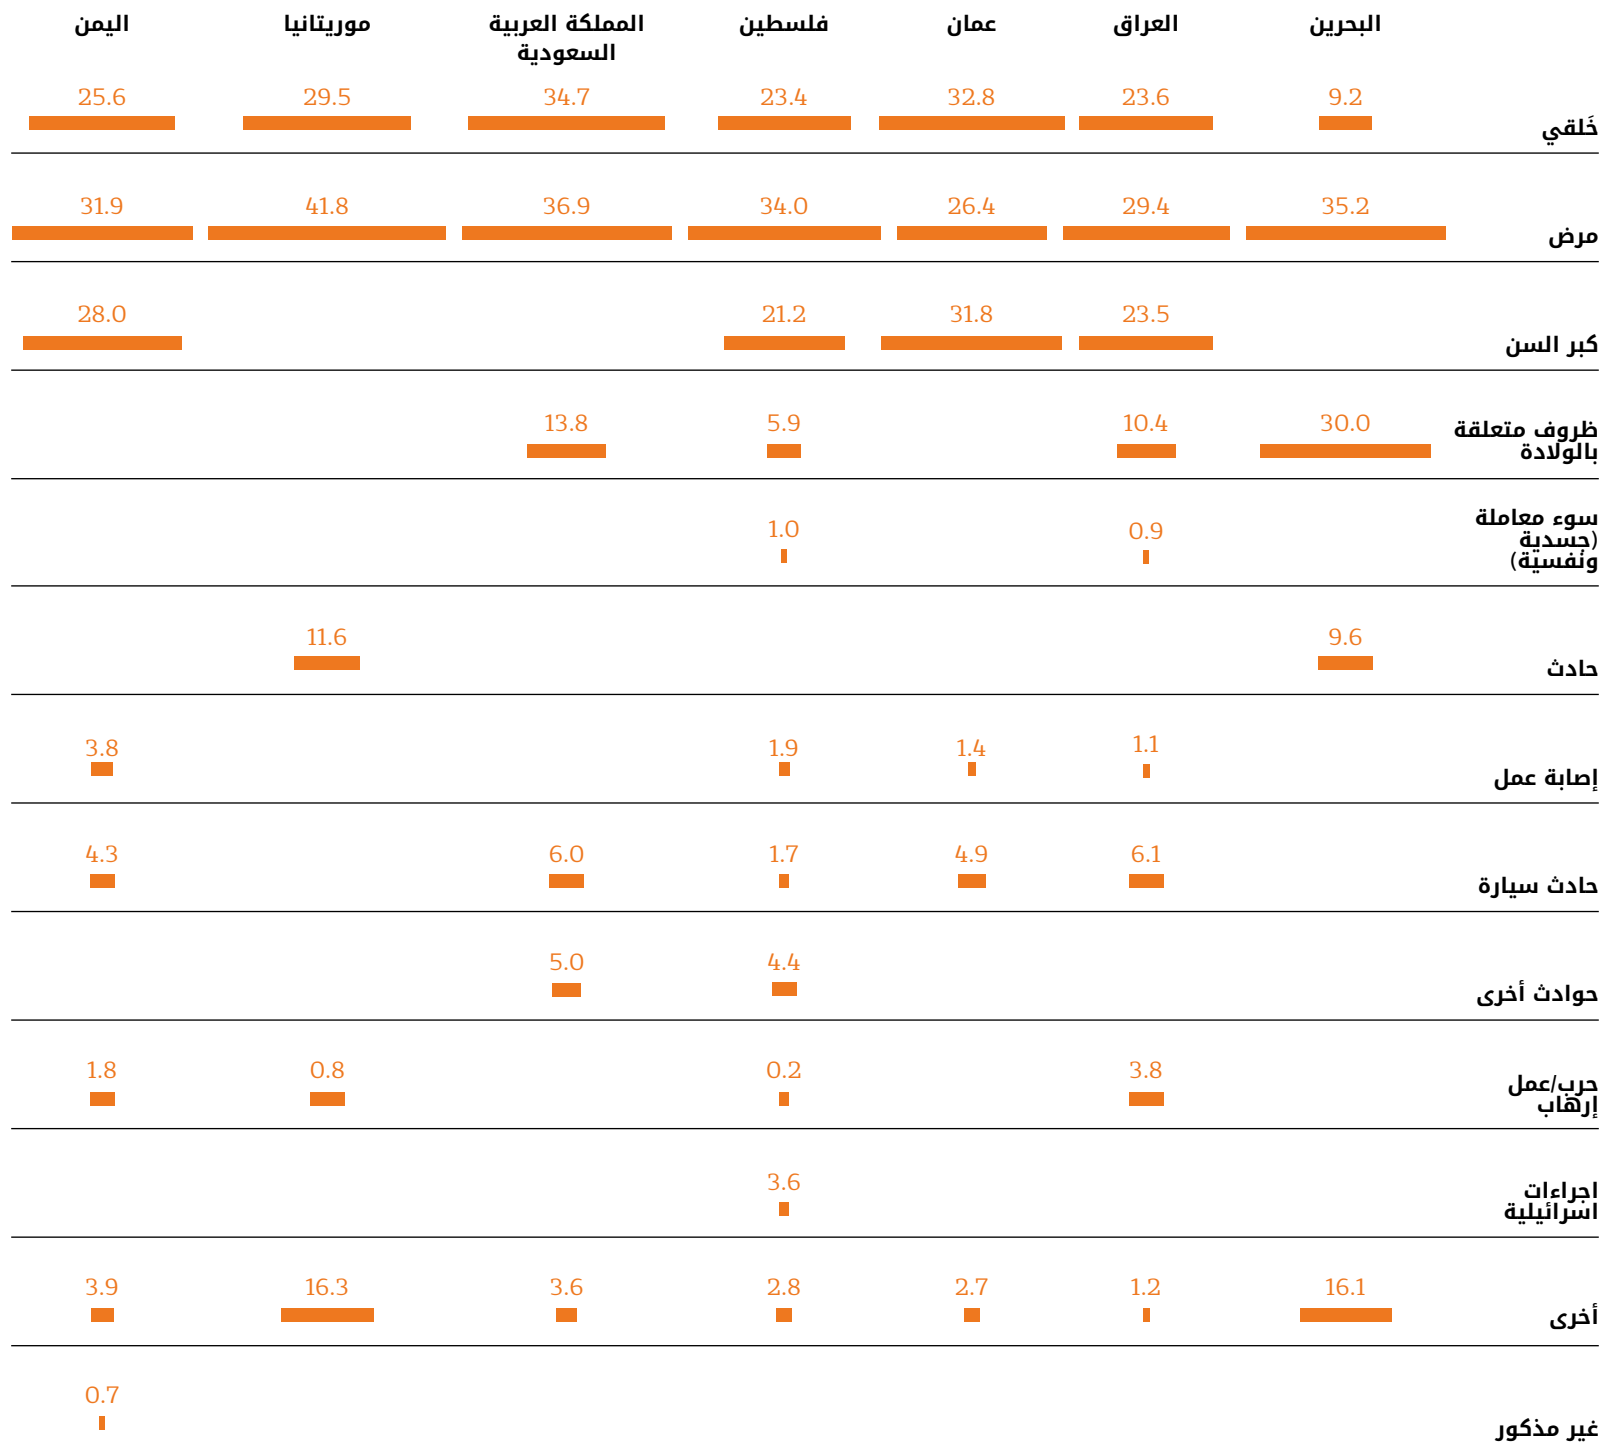 البحرين العراق عمان فلسطين المملكة العربية السعودية موريتانيا اليمن
خَلقي 9.2 23.6 32.8 23.4 34.7 29.5 25.6
مرض 35.2 29.4 26.4 34.0 36.9 41.8 31.9
كبر السن 23.5 31.8 21.2 28.0
ظروف متعلقة
بالولادة 30.0 10.4 5.9 13.8
سوء معاملة
(جسدية
ونفسية) 0.9 1.0
حادث 9.6 11.6
إصابة عمل 1.1 1.4 1.9 3.8
حادث سيارة 6.1 4.9 1.7 6.0 4.3
حوادث أخرى 4.4 5.0
حرب/عمل
إرهاب 3.8 0.2 0.8 1.8
اجراءات
اسرائيلية 3.6
أخرى 16.1 1.2 2.7 2.8 3.6 16.3 3.9
غير مذكور 0.7